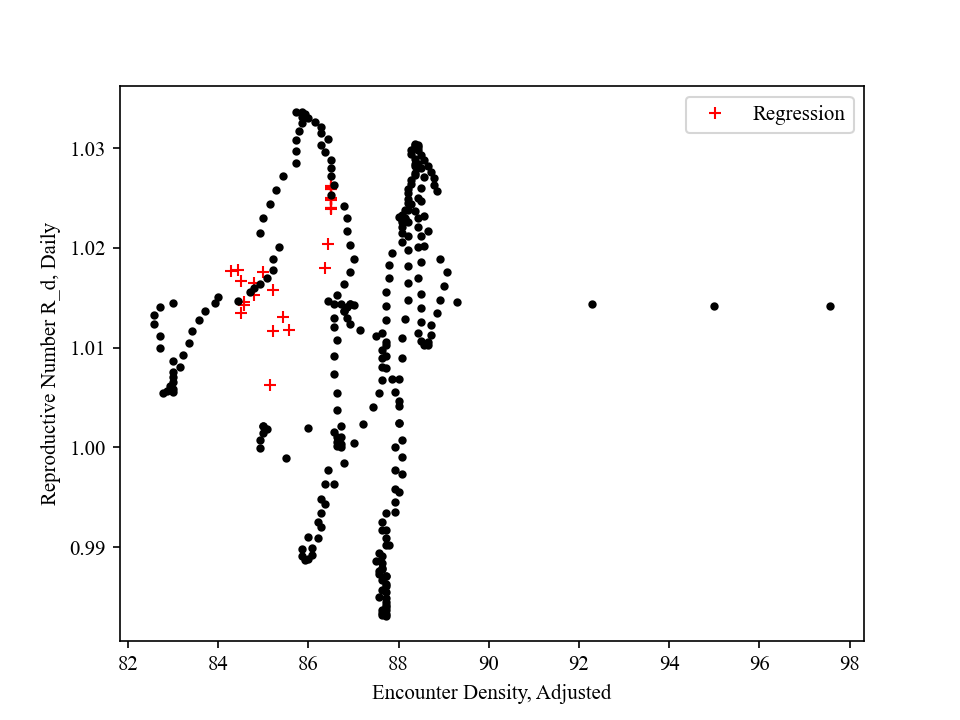 Regression
1.03
1.02
1.01
1.00
0.99
Reproductive Number R_d, Daily
82 84 86 88 90 92 94 96 98
Encounter Density, Adjusted